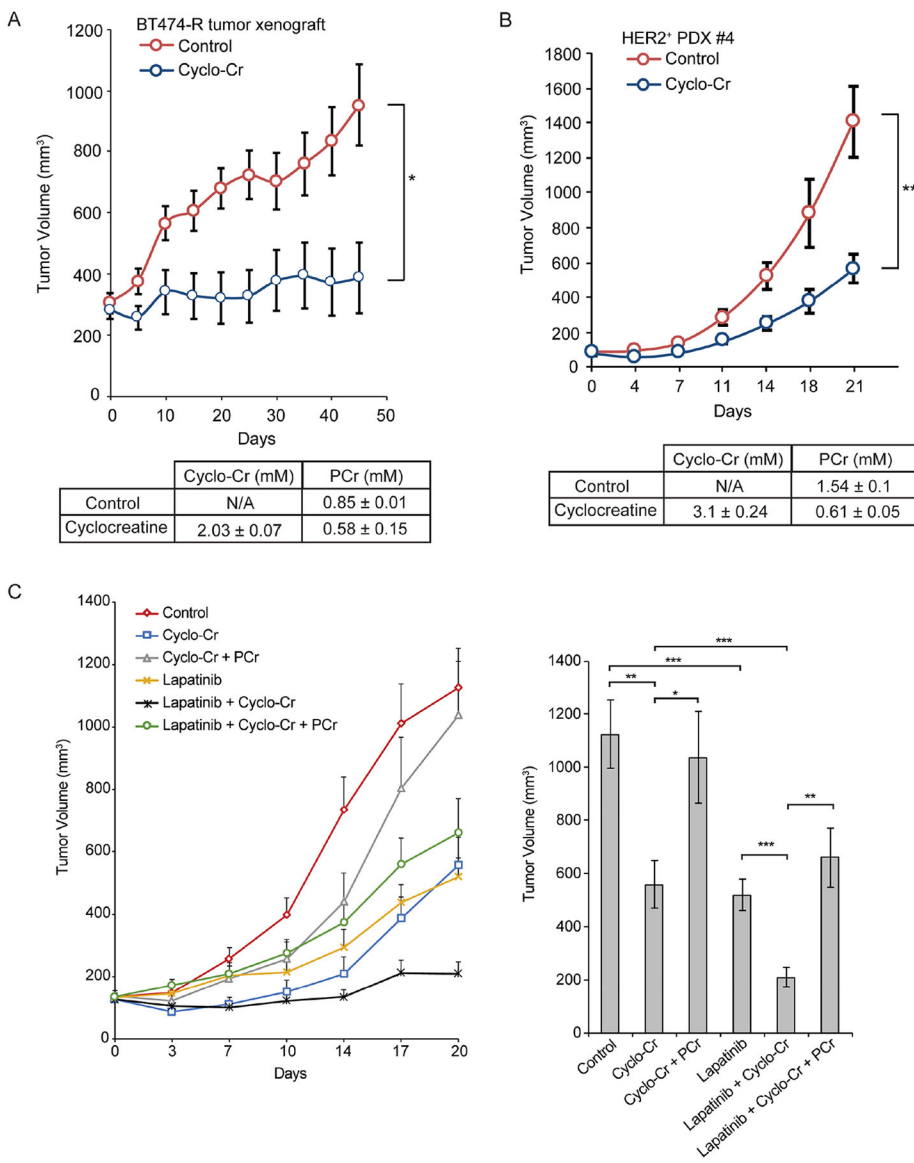 A
BT474-R tumor xenograft
Control
Cyclo-Cr
Tumor Volume (mm³)
1200
1000
800
600
400
200
0
*
0 10 20 30 40 50
Days
Cyclo-Cr (mM) PCr (mM)
Control N/A 0.85 ± 0.01
Cyclocreatine 2.03 ± 0.07 0.58 ± 0.15
B
HER2⁺ PDX #4
Control
Cyclo-Cr
Tumor Volume (mm³)
1800
1600
1400
1200
1000
800
600
400
200
0
**
0 4 7 11 14 18 21
Days
Cyclo-Cr (mM) PCr (mM)
Control N/A 1.54 ± 0.1
Cyclocreatine 3.1 ± 0.24 0.61 ± 0.05
C
Control
Cyclo-Cr
Cyclo-Cr + PCr
Lapatinib
Lapatinib + Cyclo-Cr
Lapatinib + Cyclo-Cr + PCr
Tumor Volume (mm³)
1400
1200
1000
800
600
400
200
0
0 3 7 10 14 17 20
Days
Tumor Volume (mm³)
1400
1200
1000
800
600
400
200
0
***
***
**
*
**
***
Control
Cyclo-Cr
Cyclo-Cr + PCr
Lapatinib
Lapatinib + Cyclo-Cr
Lapatinib + Cyclo-Cr + PCr